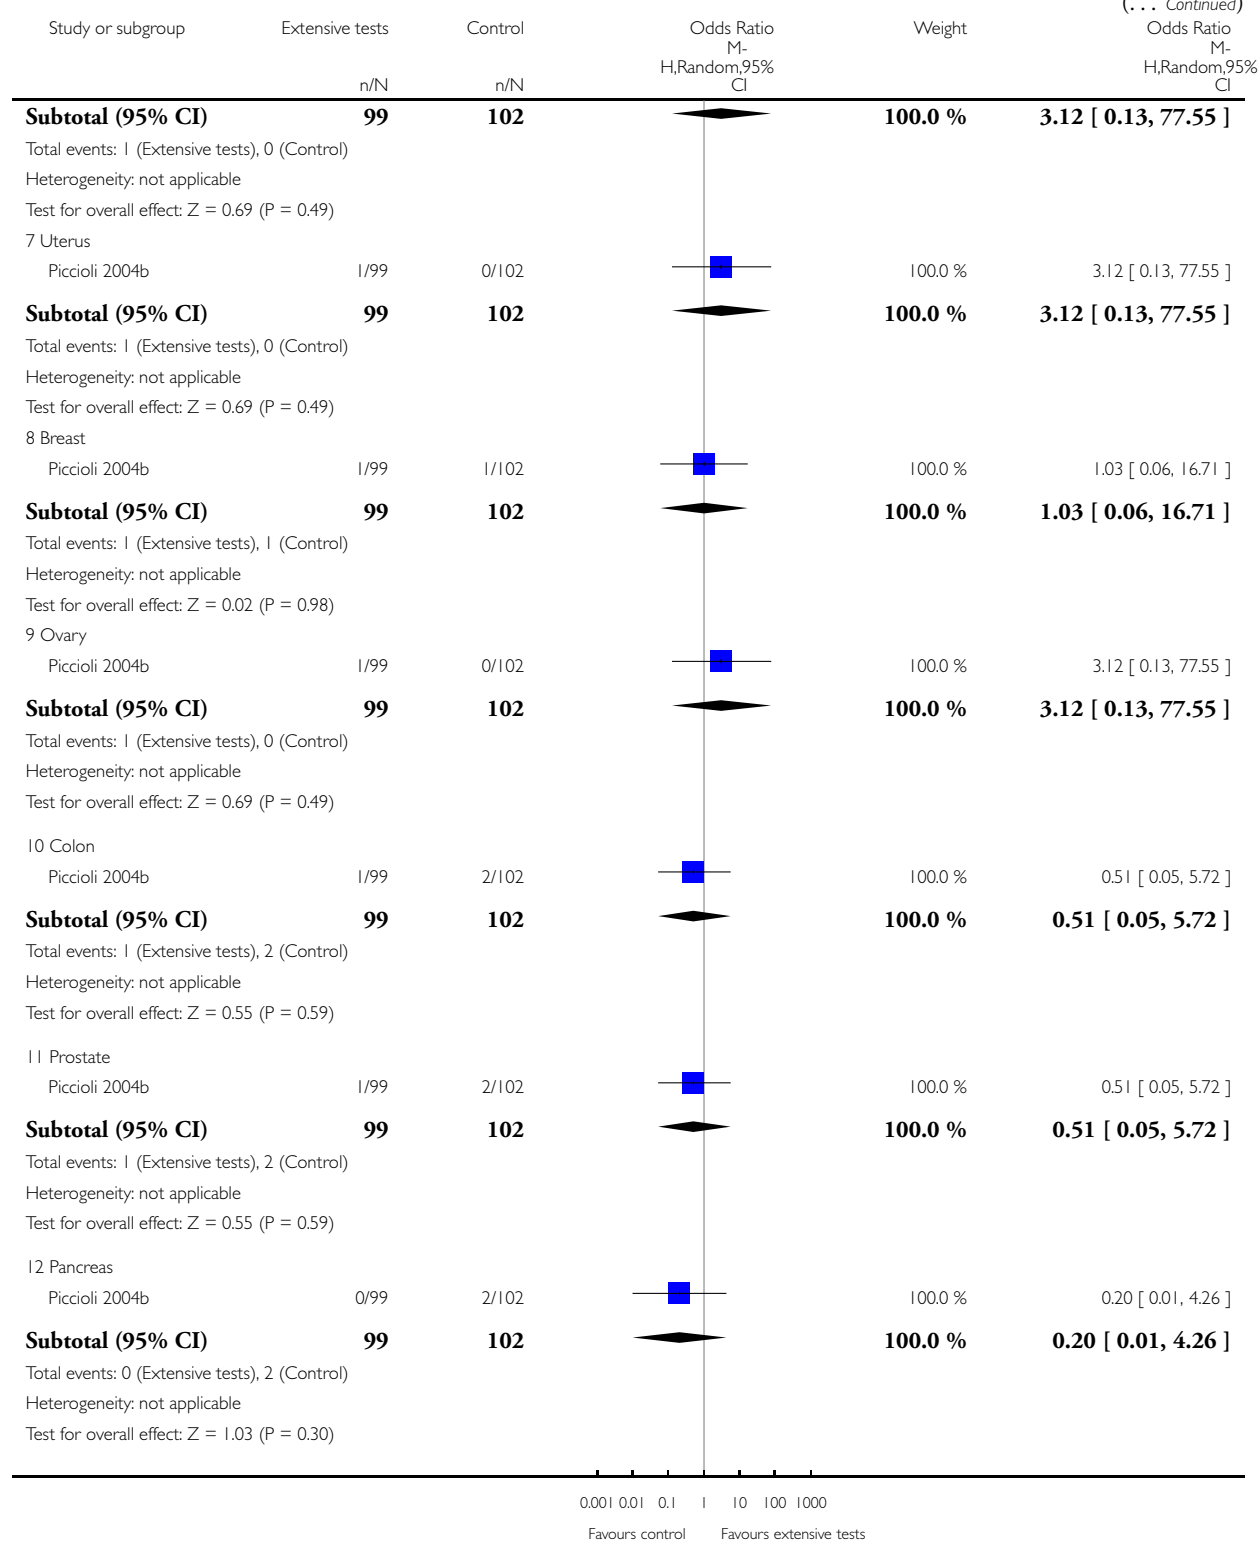 (... Continued)
Study or subgroup Extensive tests Control Odds Ratio Weight Odds Ratio
M- M-
H,Random,95% H,Random,95%
n/N n/N CI CI
Subtotal (95% CI) 99 102 100.0 % 3.12 [ 0.13, 77.55 ]
Total events: 1 (Extensive tests), 0 (Control)
Heterogeneity: not applicable
Test for overall effect: Z = 0.69 (P = 0.49)
7 Uterus
Piccioli 2004b 1/99 0/102 100.0 % 3.12 [ 0.13, 77.55 ]
Subtotal (95% CI) 99 102 100.0 % 3.12 [ 0.13, 77.55 ]
Total events: 1 (Extensive tests), 0 (Control)
Heterogeneity: not applicable
Test for overall effect: Z = 0.69 (P = 0.49)
8 Breast
Piccioli 2004b 1/99 1/102 100.0 % 1.03 [ 0.06, 16.71 ]
Subtotal (95% CI) 99 102 100.0 % 1.03 [ 0.06, 16.71 ]
Total events: 1 (Extensive tests), 1 (Control)
Heterogeneity: not applicable
Test for overall effect: Z = 0.02 (P = 0.98)
9 Ovary
Piccioli 2004b 1/99 0/102 100.0 % 3.12 [ 0.13, 77.55 ]
Subtotal (95% CI) 99 102 100.0 % 3.12 [ 0.13, 77.55 ]
Total events: 1 (Extensive tests), 0 (Control)
Heterogeneity: not applicable
Test for overall effect: Z = 0.69 (P = 0.49)
10 Colon
Piccioli 2004b 1/99 2/102 100.0 % 0.51 [ 0.05, 5.72 ]
Subtotal (95% CI) 99 102 100.0 % 0.51 [ 0.05, 5.72 ]
Total events: 1 (Extensive tests), 2 (Control)
Heterogeneity: not applicable
Test for overall effect: Z = 0.55 (P = 0.59)
11 Prostate
Piccioli 2004b 1/99 2/102 100.0 % 0.51 [ 0.05, 5.72 ]
Subtotal (95% CI) 99 102 100.0 % 0.51 [ 0.05, 5.72 ]
Total events: 1 (Extensive tests), 2 (Control)
Heterogeneity: not applicable
Test for overall effect: Z = 0.55 (P = 0.59)
12 Pancreas
Piccioli 2004b 0/99 2/102 100.0 % 0.20 [ 0.01, 4.26 ]
Subtotal (95% CI) 99 102 100.0 % 0.20 [ 0.01, 4.26 ]
Total events: 0 (Extensive tests), 2 (Control)
Heterogeneity: not applicable
Test for overall effect: Z = 1.03 (P = 0.30)
0.001 0.01 0.1 1 10 100 1000
Favours control Favours extensive tests